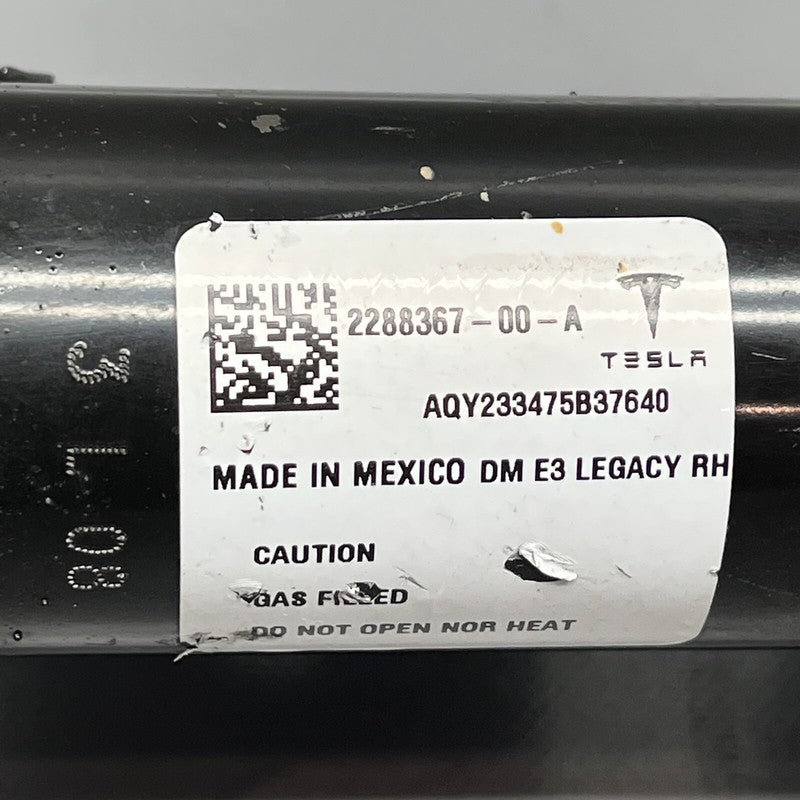 2288367-00-A
TESLA
AQY233475B37640
MADE IN MEXICO DM E3 LEGACY RH
CAUTION
GAS FILLED
DO NOT OPEN NOR HEAT